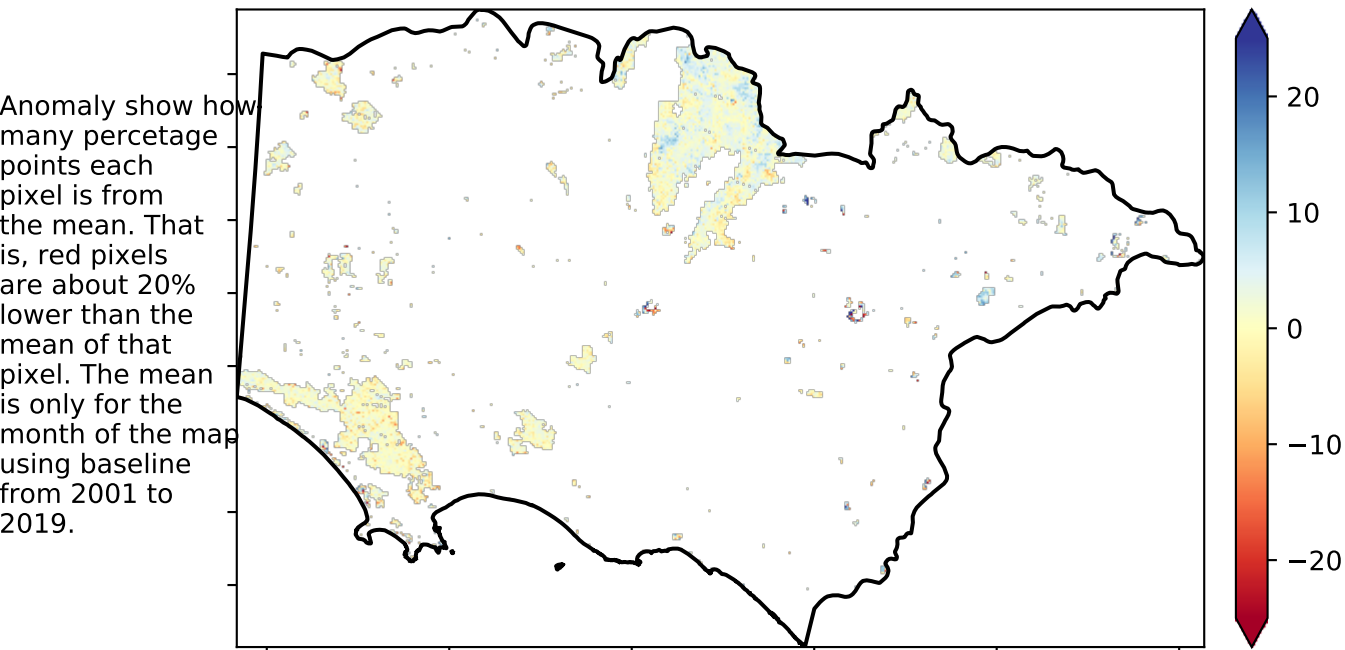 Anomaly show how
many percetage
points each
pixel is from
the mean. That
is, red pixels
are about 20%
lower than the
mean of that
pixel. The mean
is only for the
month of the map
using baseline
from 2001 to
2019.
20
10
0
−10
−20